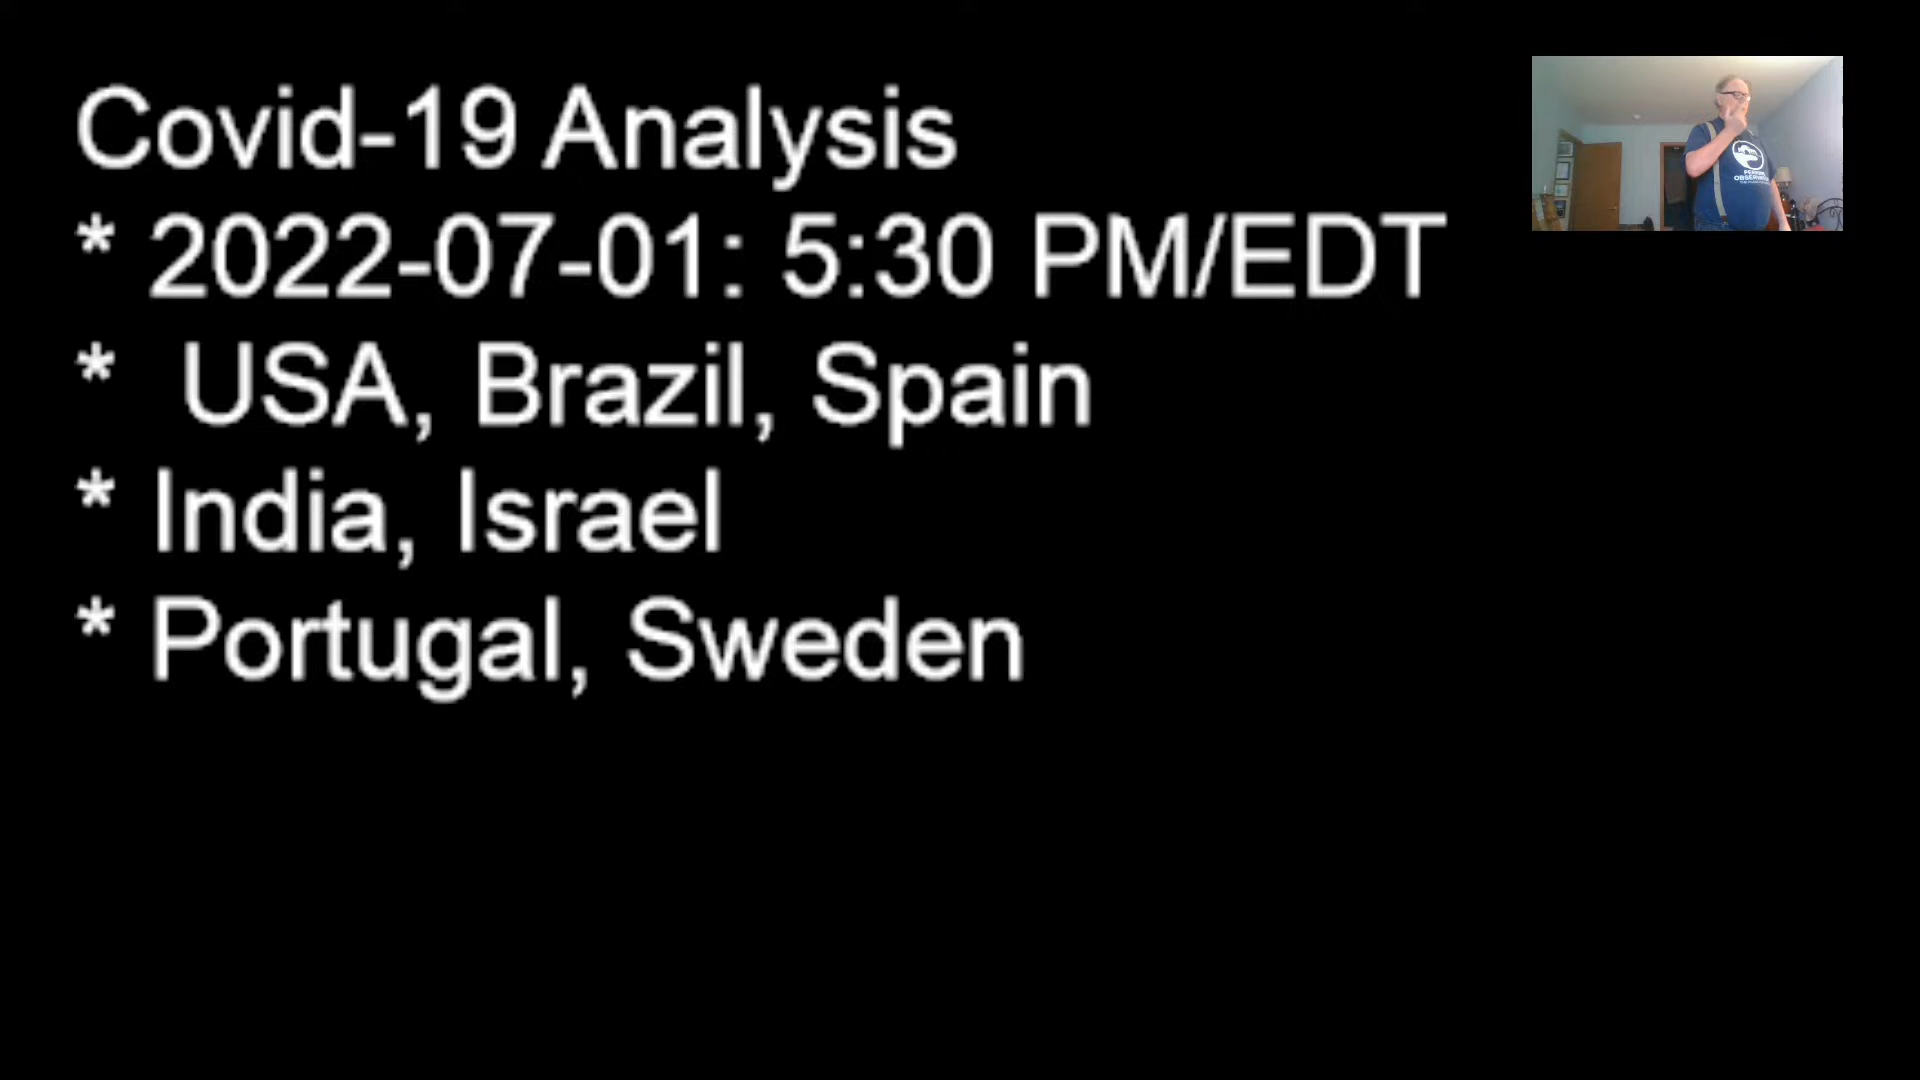 Covid-19 Analysis
* 2022-07-01: 5:30 PM/EDT
* USA, Brazil, Spain
* India, Israel
* Portugal, Sweden